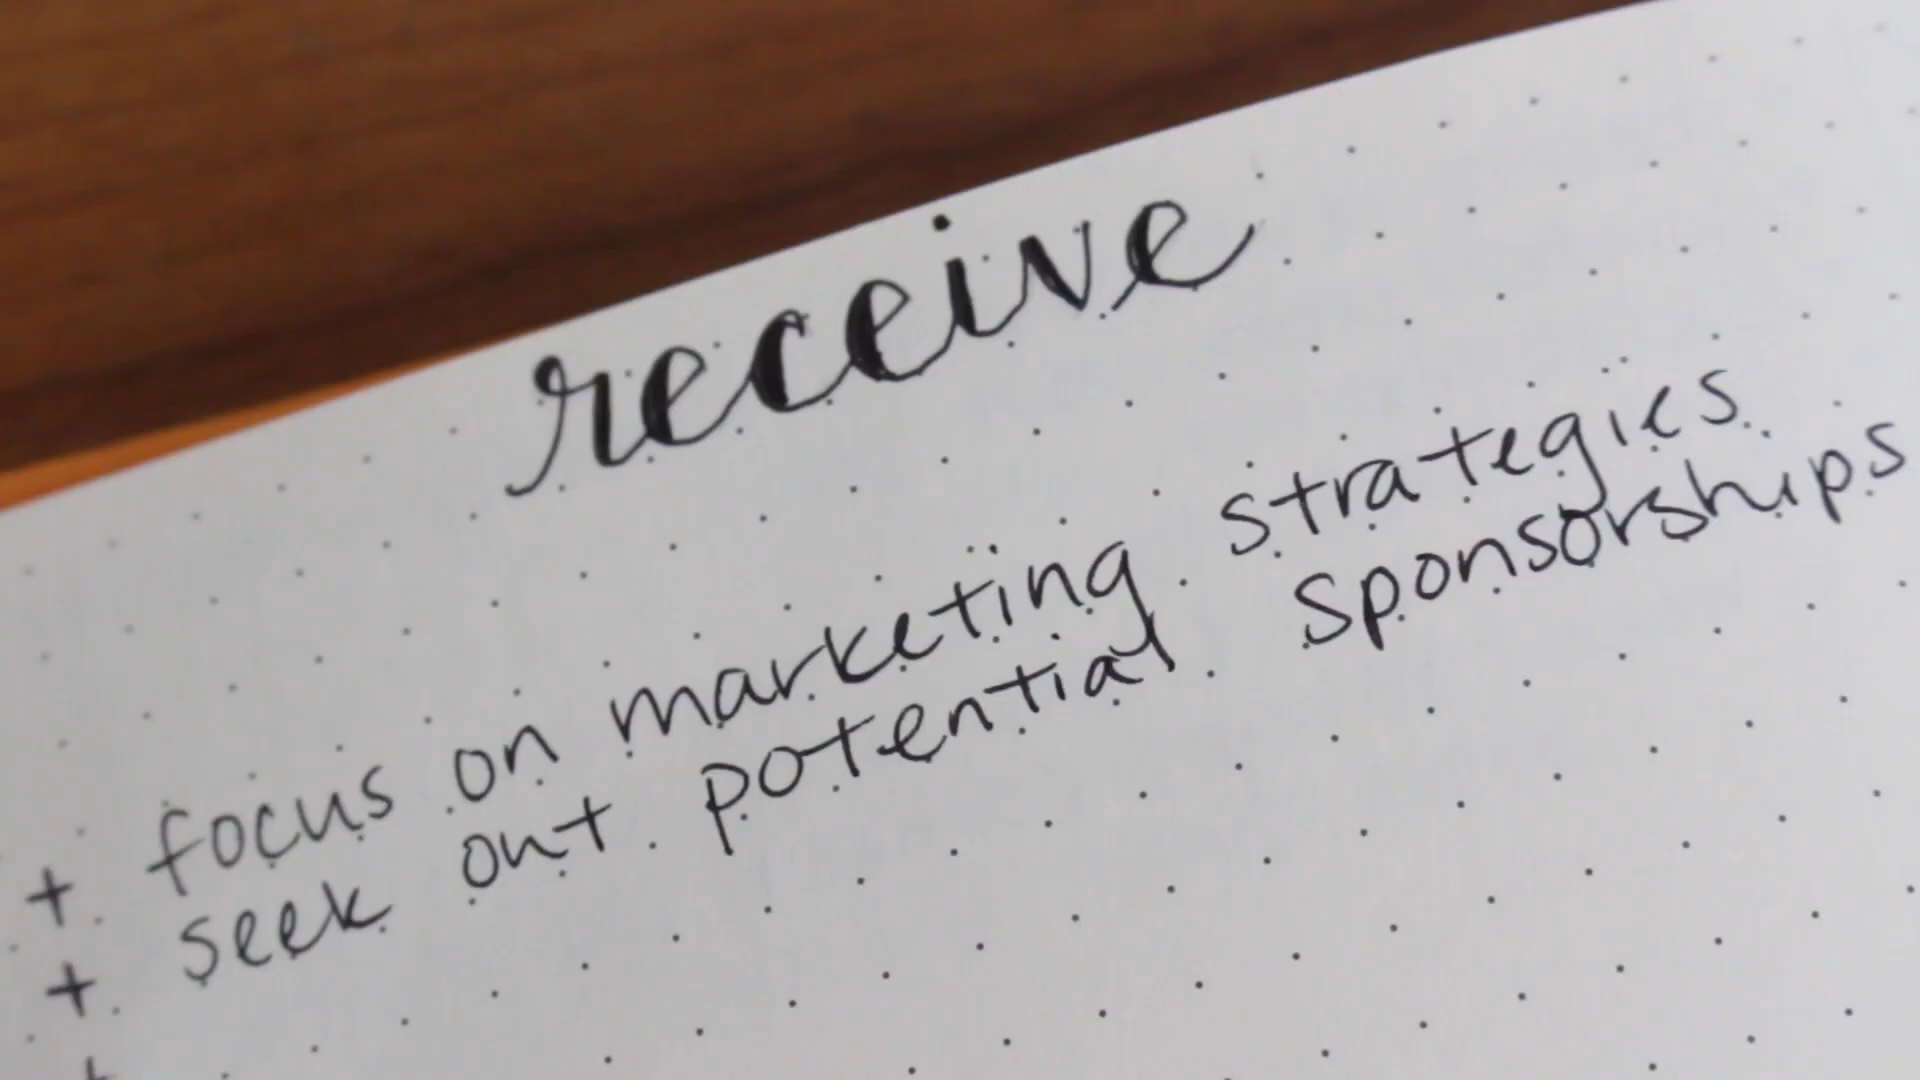 receive
+ focus on marketing strategies
+ seek out potential sponsorships
+